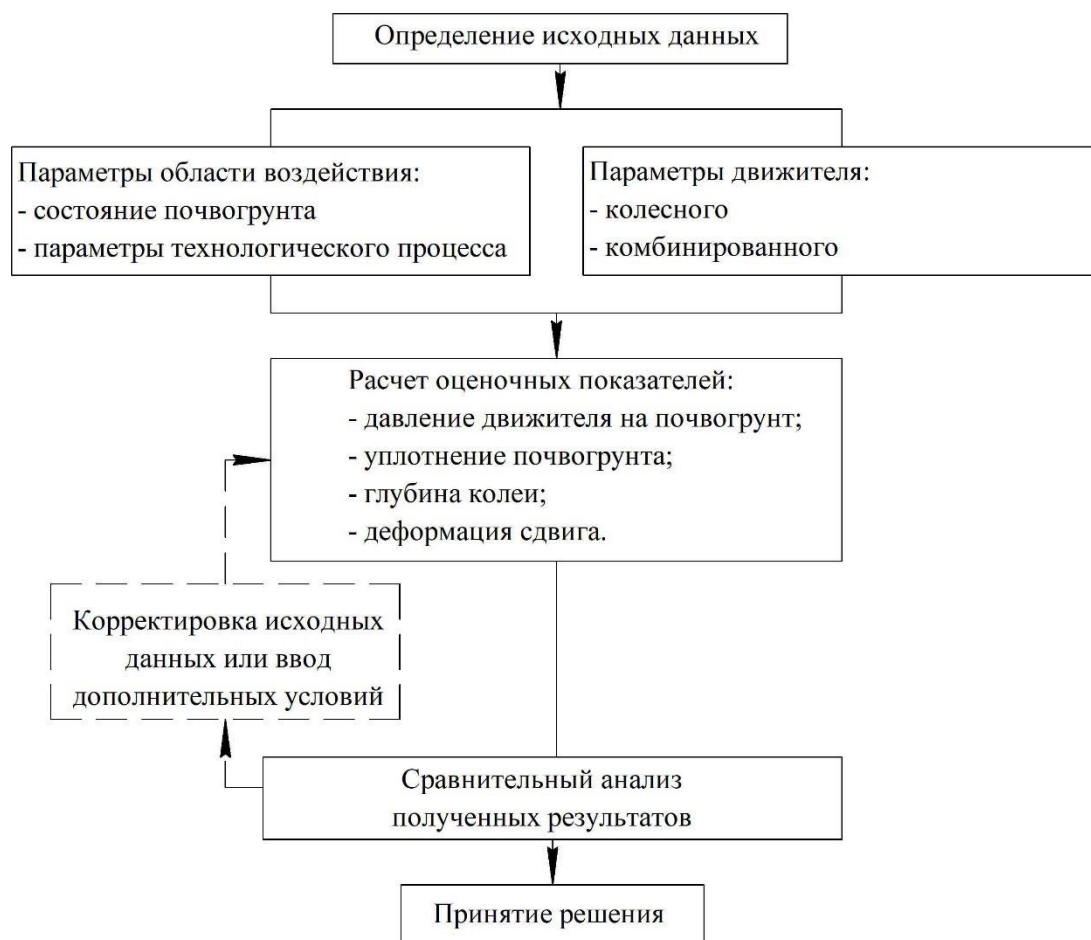 Определение исходных данных
Параметры области воздействия:
- состояние почвогрунта
- параметры технологического процесса
Параметры движителя:
- колесного
- комбинированного
Расчет оценочных показателей:
- давление движителя на почвогрунт;
- уплотнение почвогрунта;
- глубина колеи;
- деформация сдвига.
Корректировка исходных
данных или ввод
дополнительных условий
Сравнительный анализ
полученных результатов
Принятие решения